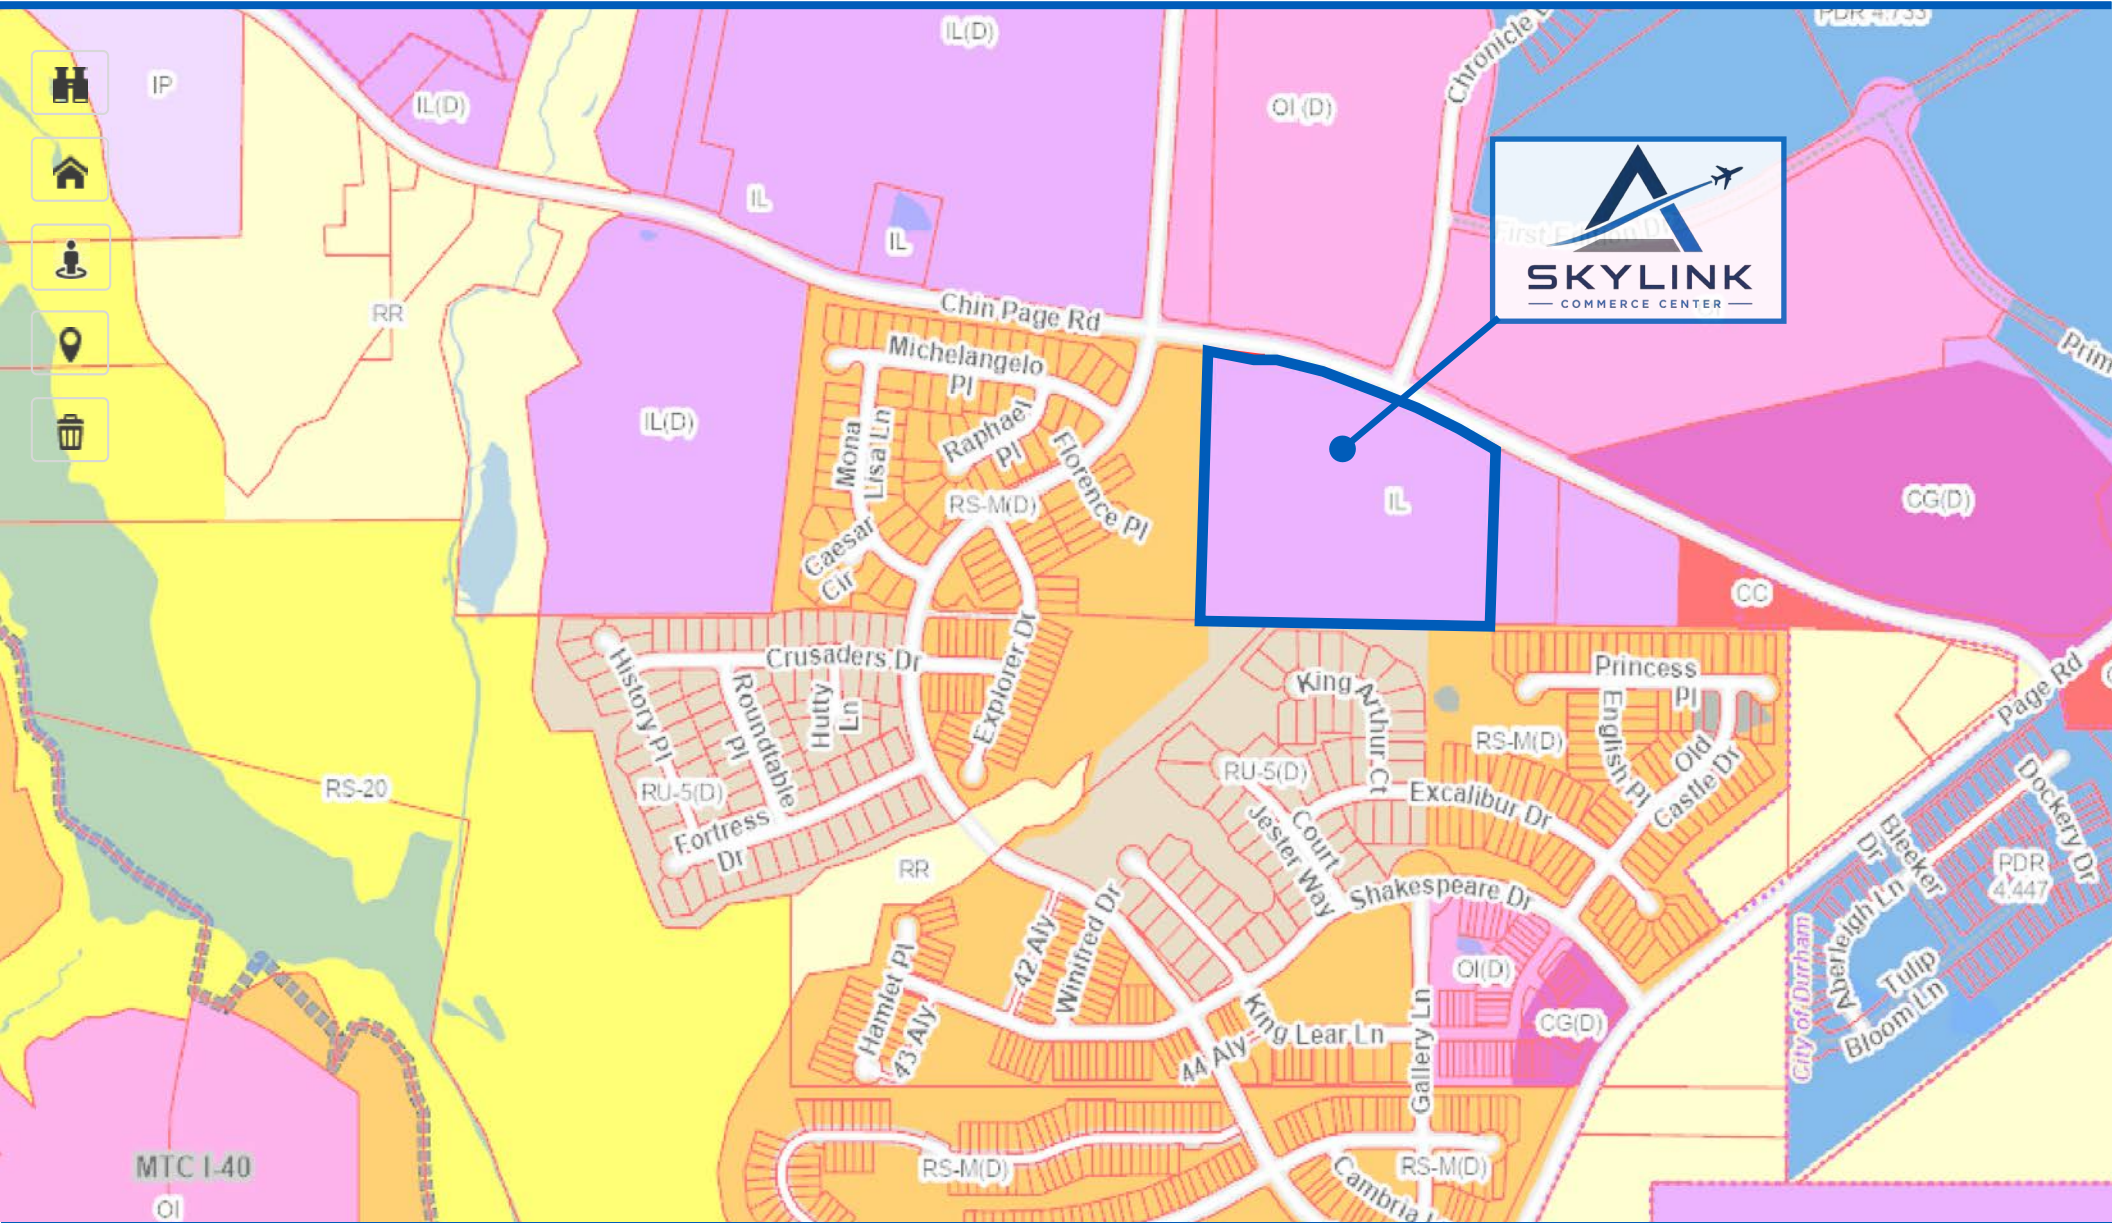 PDR 4.733
IL(D)
Chronicle
IP
IL(D)
OI (D)
IL
IL
First Edition Dr
SKYLINK
COMMERCE CENTER
RR
Chin Page Rd
Michelangelo
Pl
Prim
IL(D)
Mona
Lisa Ln
Raphael
Pl
Florence Pl
RS-M(D)
IL
CG(D)
Caesar
Cir
CC
Explorer Dr
Crusaders Dr
History Pl
Roundtable
Pl
Hutty
Ln
King
Arthur Ct
Princess
Pl
English Pl
Old
Castle Dr
Page Rd
RS-M(D)
RU-5(D)
RU-5(D)
RS-20
Excalibur Dr
Dockery Dr
Fortress
Dr
Court
Jester Way
Bleeker
Dr
PDR
4.447
RR
Shakespeare Dr
Winifred Dr
42 Aly
Hamlet Pl
43 Aly
OI(D)
Aberleigh Ln
City of Durham
Tulip
Bloom Ln
King Lear Ln
44 Aly
Gallery Ln
CG(D)
MTC I-40
OI
RS-M(D)
RS-M(D)
Cambria